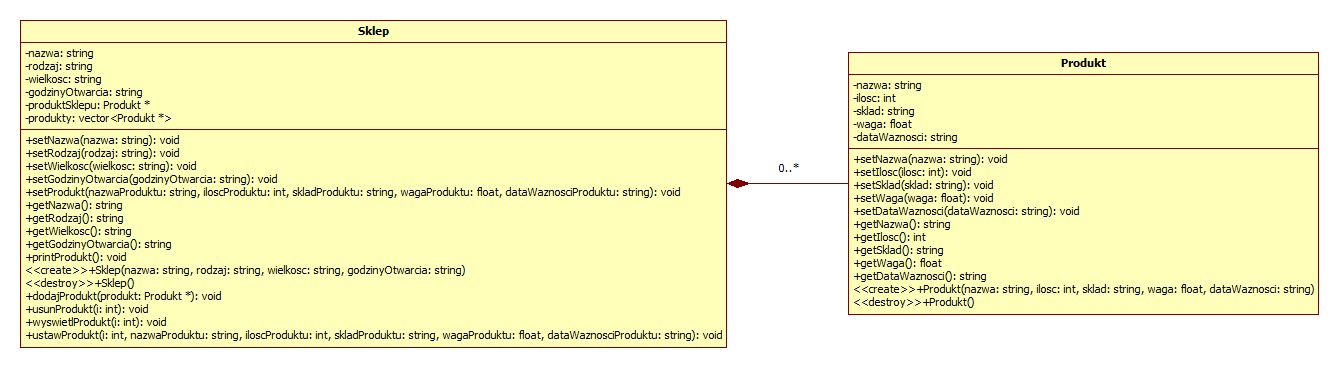 Sklep
-nazwa: string
-rodzaj: string
-wielkosc: string
-godzinyOtwarcia: string
-produktSklepu: Produkt *
-produkty: vector<Produkt *>
+setNazwa(nazwa: string): void
+setRodzaj(rodzaj: string): void
+setWielkosc(wielkosc: string): void
+setGodzinyOtwarcia(godzinyOtwarcia: string): void
+setProdukt(nazwaProduktu: string, iloscProduktu: int, skladProduktu: string, wagaProduktu: float, dataWaznosciProduktu: string): void
+getNazwa(): string
+getRodzaj(): string
+getWielkosc(): string
+getGodzinyOtwarcia(): string
+printProdukt(): void
<<create>>+Sklep(nazwa: string, rodzaj: string, wielkosc: string, godzinyOtwarcia: string)
<<destroy>>+Sklep()
+dodajProdukt(produkt: Produkt *): void
+usunProdukt(i: int): void
+wyswietlProdukt(i: int): void
+ustawProdukt(i: int, nazwaProduktu: string, iloscProduktu: int, skladProduktu: string, wagaProduktu: float, dataWaznosciProduktu: string): void
0..*
Produkt
-nazwa: string
-ilosc: int
-sklad: string
-waga: float
-dataWaznosci: string
+setNazwa(nazwa: string): void
+setIlosc(ilosc: int): void
+setSklad(sklad: string): void
+setWaga(waga: float): void
+setDataWaznosci(dataWaznosci: string): void
+getNazwa(): string
+getIlosc(): int
+getSklad(): string
+getWaga(): float
+getDataWaznosci(): string
<<create>>+Produkt(nazwa: string, ilosc: int, sklad: string, waga: float, dataWaznosci: string)
<<destroy>>+Produkt()